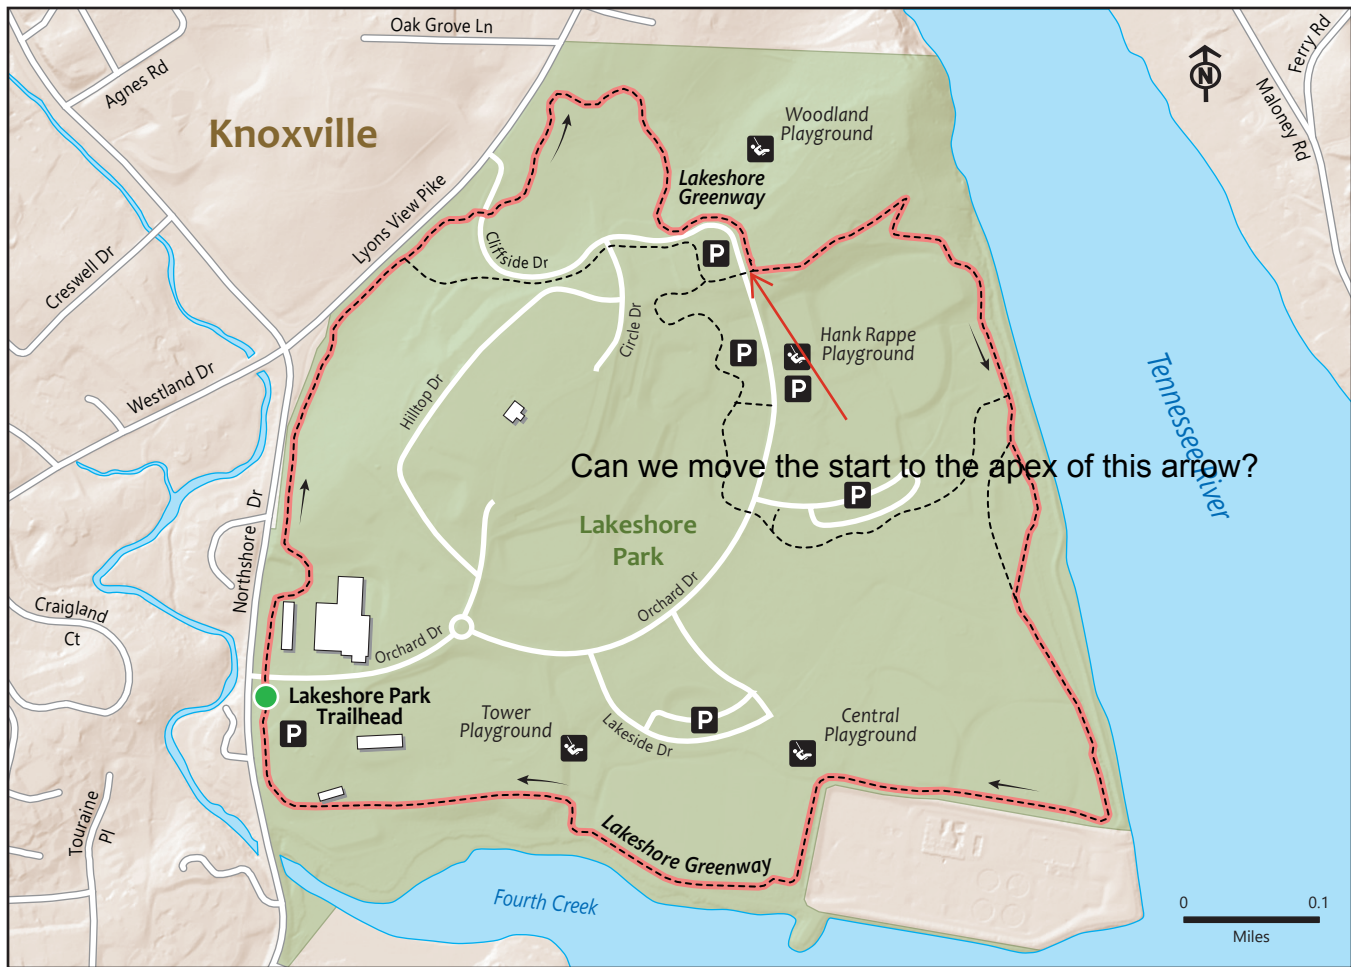 Oak Grove Ln
Agnes Rd
Ferry Rd
Maloney Rd
N
Knoxville
Woodland
Playground
Lakeshore
Greenway
Lyons View Pike
Creswell Dr
Cliffside Dr
P
Circle Dr
Hank Rappe
Playground
P
P
Westland Dr
Hilltop Dr
Tennessee River
Can we move the start to the apex of this arrow?
P
Northshore Dr
Lakeshore
Park
Craigland
Ct
Orchard Dr
Orchard Dr
Lakeshore Park
Trailhead
P
Tower
Playground
Lakeside Dr
P
Central
Playground
Touraine
Pl
Lakeshore Greenway
Fourth Creek
0 0.1
Miles